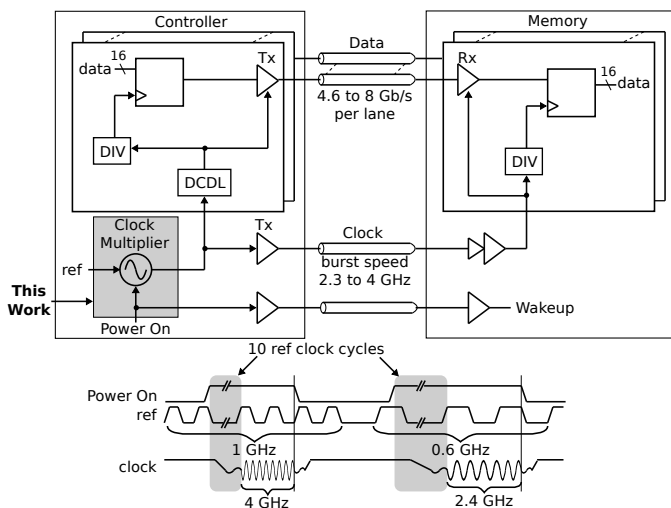 Controller
Memory
Data
16
data
Tx
Rx
16
data
4.6 to 8 Gb/s
per lane
DIV
DIV
DCDL
Clock
Multiplier
Tx
Clock
burst speed
2.3 to 4 GHz
ref
This
Work
Power On
Wakeup
10 ref clock cycles
Power On
ref
1 GHz
0.6 GHz
clock
4 GHz
2.4 GHz